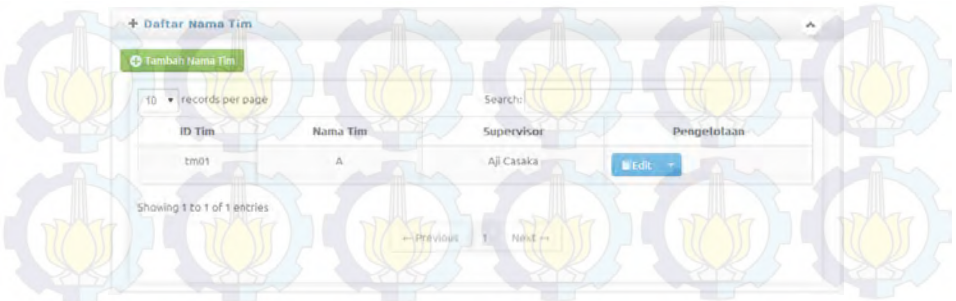 + Daftar Nama Tim
Tambah Nama Tim
10 records per page Search:
ID Tim Nama Tim Supervisor Pengelolaan
tm01 A Aji Casaka Edit
Showing 1 to 1 of 1 entries
← Previous 1 Next →